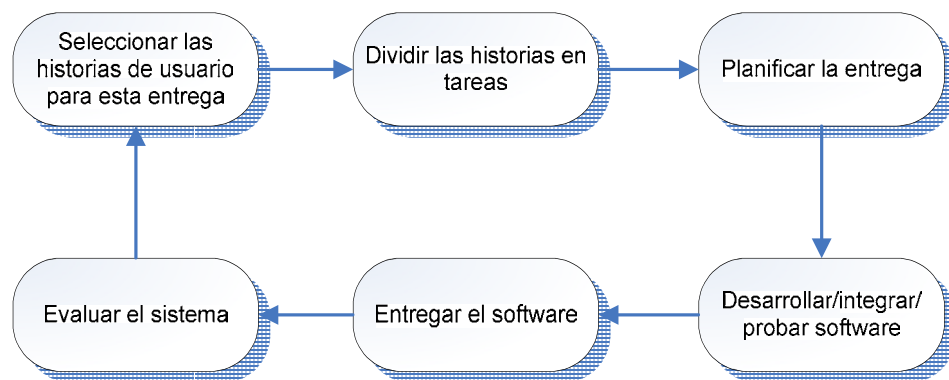 Seleccionar las
historias de usuario
para esta entrega
Dividir las historias en
tareas
Planificar la entrega
Desarrollar/integrar/
probar software
Entregar el software
Evaluar el sistema